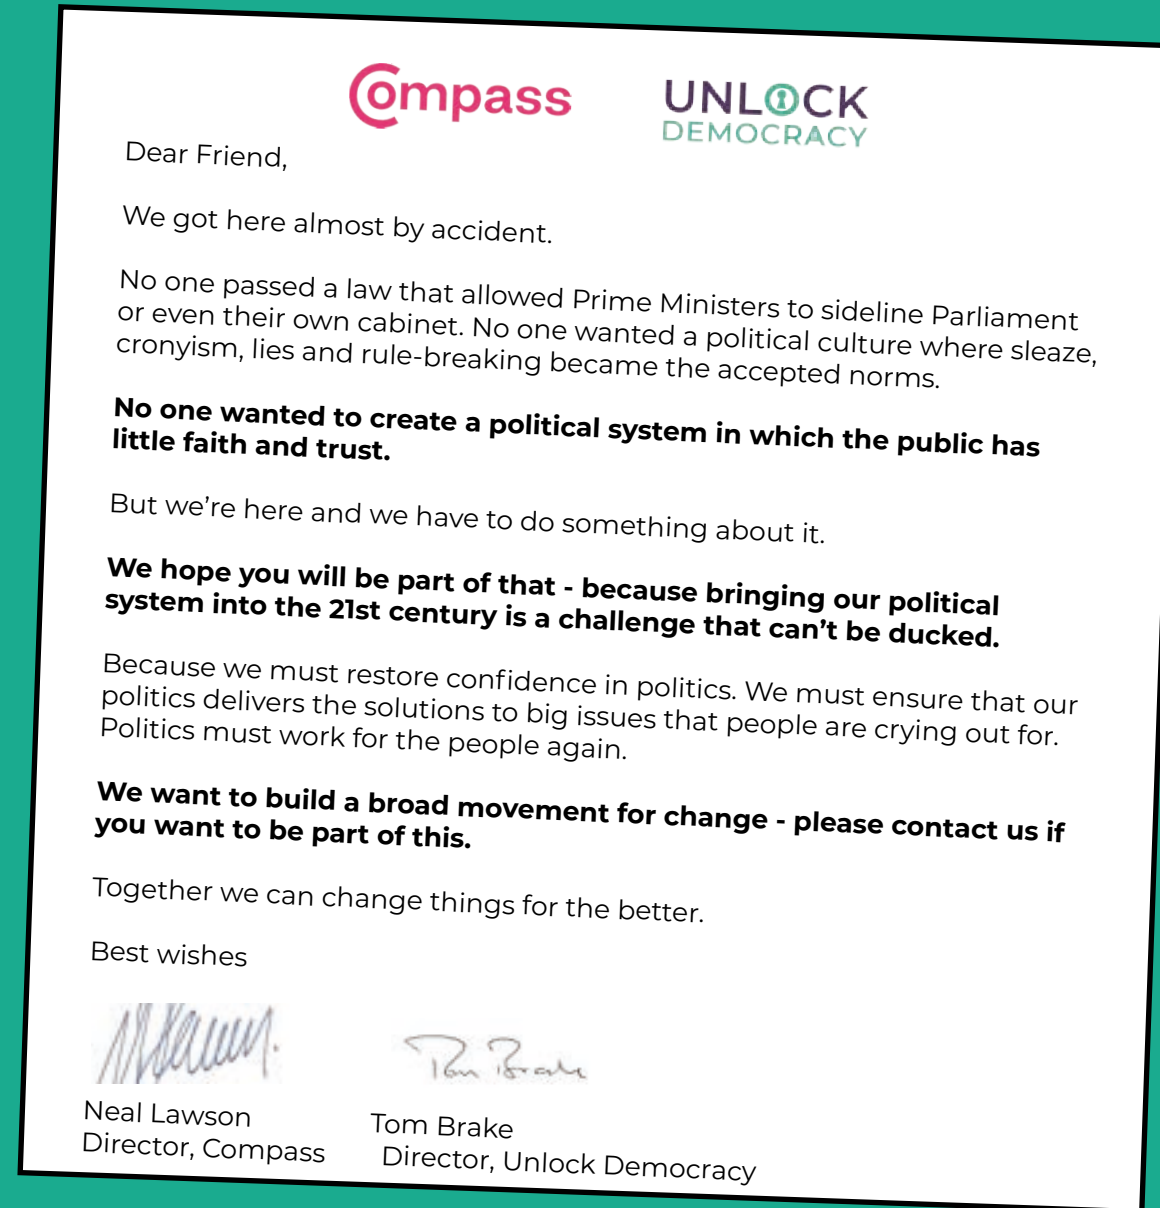 Compass
UNLOCK
DEMOCRACY
Dear Friend,
We got here almost by accident.
No one passed a law that allowed Prime Ministers to sideline Parliament
or even their own cabinet. No one wanted a political culture where sleaze,
cronyism, lies and rule-breaking became the accepted norms.
No one wanted to create a political system in which the public has
little faith and trust.
But we’re here and we have to do something about it.
We hope you will be part of that - because bringing our political
system into the 21st century is a challenge that can’t be ducked.
Because we must restore confidence in politics. We must ensure that our
politics delivers the solutions to big issues that people are crying out for.
Politics must work for the people again.
We want to build a broad movement for change - please contact us if
you want to be part of this.
Together we can change things for the better.
Best wishes
Tom Brake
Neal Lawson
Director, Compass
Tom Brake
Director, Unlock Democracy